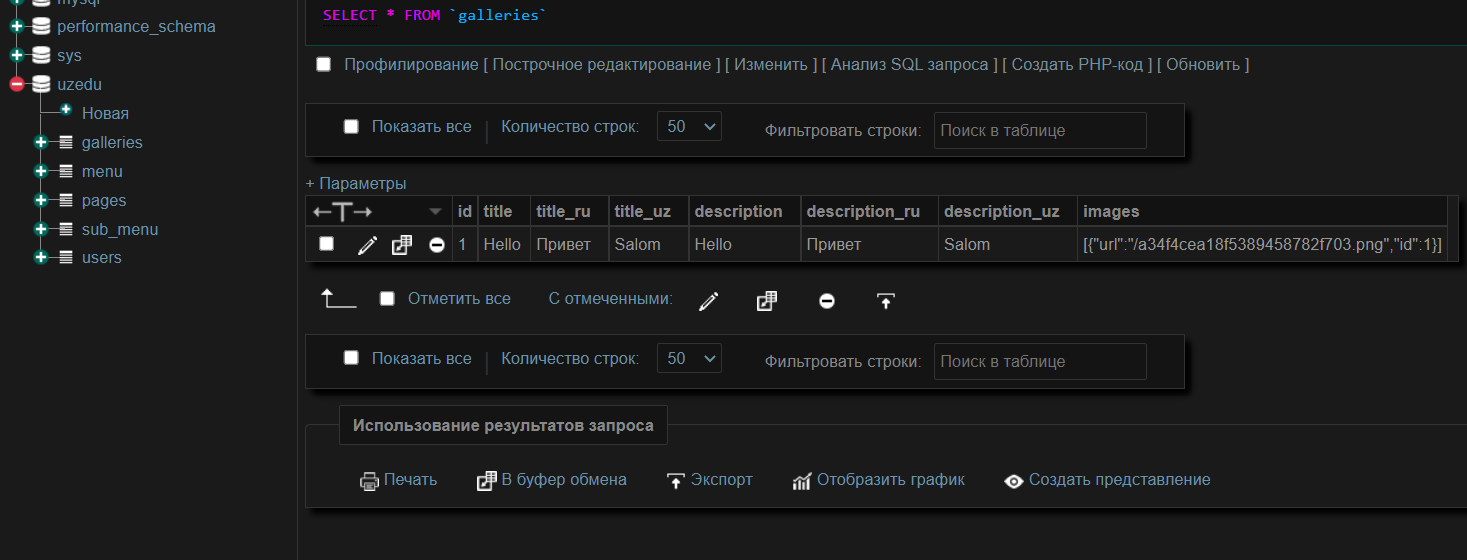 mysql
performance_schema
sys
uzedu
Новая
galleries
menu
pages
sub_menu
users
SELECT * FROM `galleries`
Профилирование [ Построчное редактирование ] [ Изменить ] [ Анализ SQL запроса ] [ Создать PHP-код ] [ Обновить ]
Показать все Количество строк: 50 Фильтровать строки: Поиск в таблице
+ Параметры
id title title_ru title_uz description description_ru description_uz images
1 Hello Привет Salom Hello Привет Salom [{"url":"/a34f4cea18f5389458782f703.png","id":1}]
Отметить все С отмеченными:
Показать все Количество строк: 50 Фильтровать строки: Поиск в таблице
Использование результатов запроса
Печать В буфер обмена Экспорт Отобразить график Создать представление